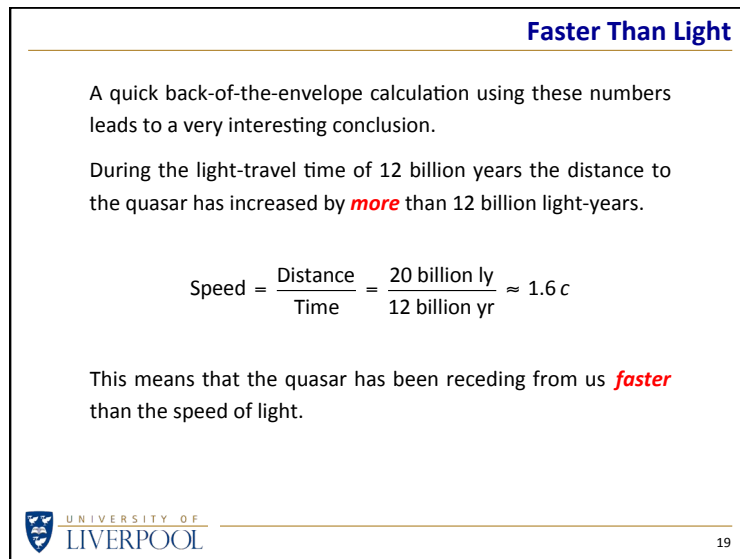 Faster Than Light
A quick back-of-the-envelope calculation using these numbers
leads to a very interesting conclusion.
During the light-travel time of 12 billion years the distance to
the quasar has increased by more than 12 billion light-years.
Speed = Distance / Time = 20 billion ly / 12 billion yr ≈ 1.6 c
This means that the quasar has been receding from us faster
than the speed of light.
UNIVERSITY OF
LIVERPOOL
19